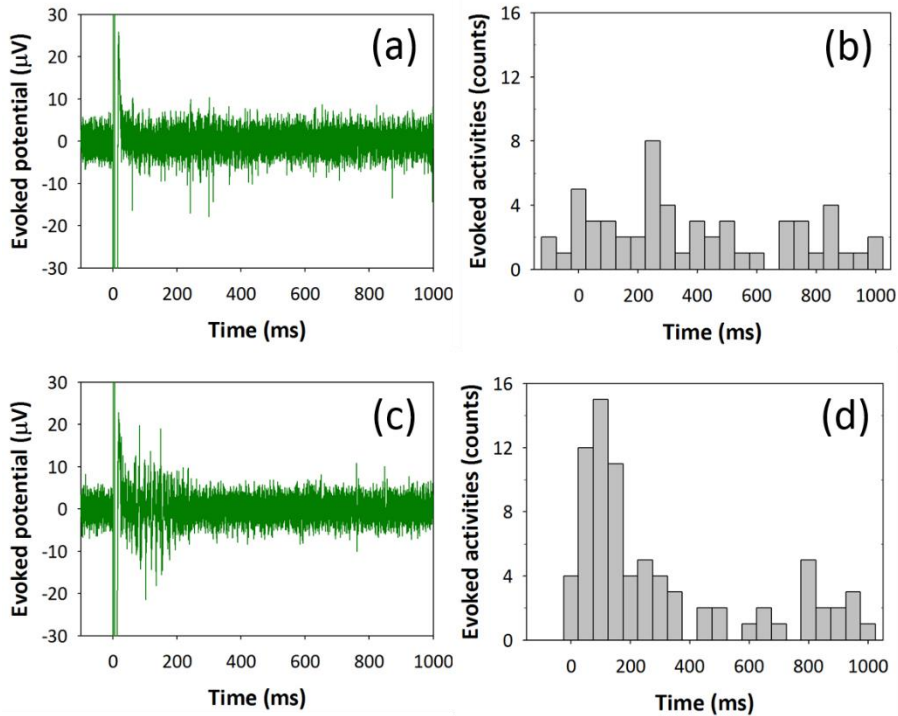 (a)
Evoked potential (μV)
30
20
10
0
-10
-20
-30
0 200 400 600 800 1000
Time (ms)
(b)
Evoked activities (counts)
16
12
8
4
0
0 200 400 600 800 1000
Time (ms)
(c)
Evoked potential (μV)
30
20
10
0
-10
-20
-30
0 200 400 600 800 1000
Time (ms)
(d)
Evoked activities (counts)
16
12
8
4
0
0 200 400 600 800 1000
Time (ms)